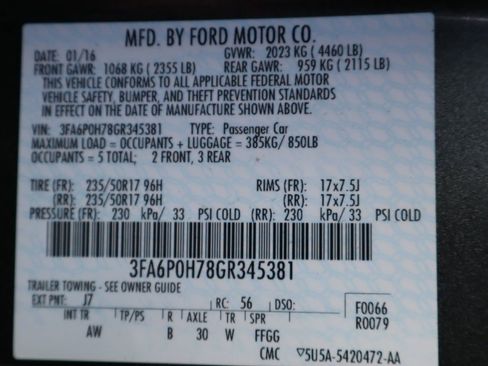 MFD. BY FORD MOTOR CO.
DATE: 01/16 GVWR: 2023 KG ( 4460 LB)
FRONT GAWR: 1068 KG ( 2355 LB) REAR GAWR: 959 KG ( 2115 LB)
THIS VEHICLE CONFORMS TO ALL APPLICABLE FEDERAL MOTOR
VEHICLE SAFETY, BUMPER, AND THEFT PREVENTION STANDARDS
IN EFFECT ON THE DATE OF MANUFACTURE SHOWN ABOVE.
VIN: 3FA6P0H78GR345381 TYPE: Passenger Car
MAXIMUM LOAD = OCCUPANTS + LUGGAGE = 385KG/ 850LB
OCCUPANTS = 5 TOTAL; 2 FRONT, 3 REAR
TIRE (FR): 235/50R17 96H RIMS (FR): 17x7.5J
(RR): 235/50R17 96H (RR): 17x7.5J
PRESSURE (FR): 230 kPa/ 33 PSI COLD (RR): 230 kPa/ 33 PSI COLD
3FA6P0H78GR345381
TRAILER TOWING - SEE OWNER GUIDE
EXT PNT: J7 RC: 56 DSO: F0066
INT TR TP/PS R AXLE TR SPR R0079
AW B 30 W FFGG
CMC ▽5U5A-5420472-AA